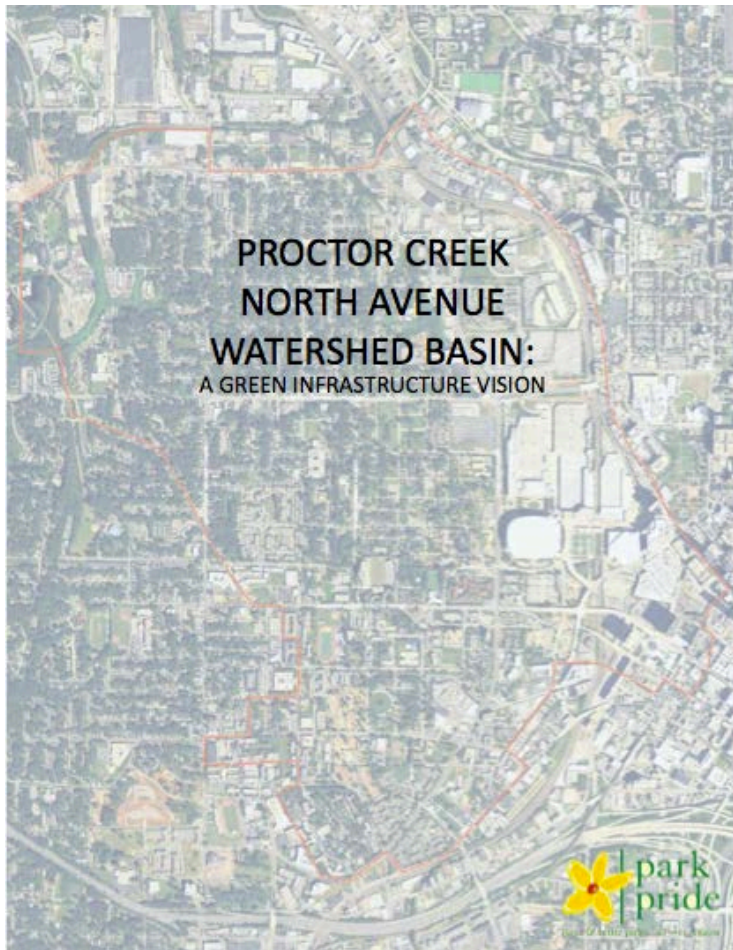 PROCTOR CREEK
NORTH AVENUE
WATERSHED BASIN:
A GREEN INFRASTRUCTURE VISION
park
pride